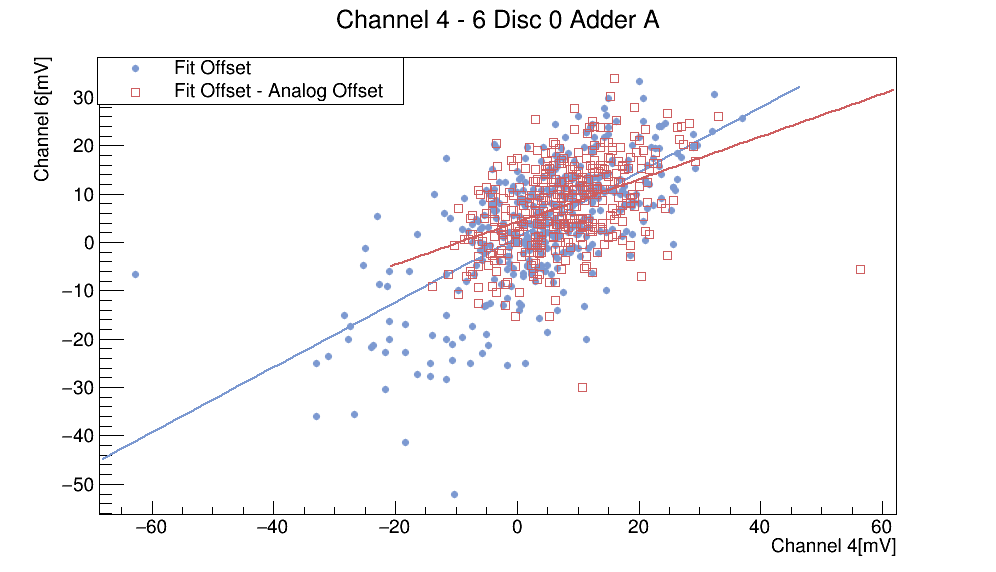 Channel 4 - 6 Disc 0 Adder A
Channel 6[mV]
Fit Offset
Fit Offset - Analog Offset
30
20
10
0
−10
−20
−30
−40
−50
−60 −40 −20 0 20 40 60
Channel 4[mV]